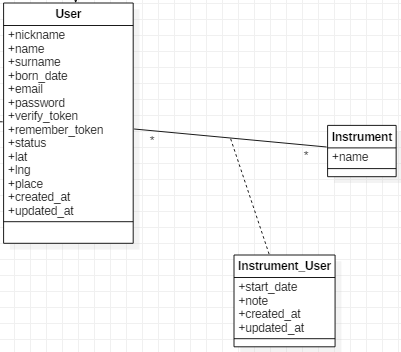 User
+nickname
+name
+surname
+born_date
+email
+password
+verify_token
+remember_token
+status
+lat
+lng
+place
+created_at
+updated_at
*
*
Instrument
+name
Instrument_User
+start_date
+note
+created_at
+updated_at